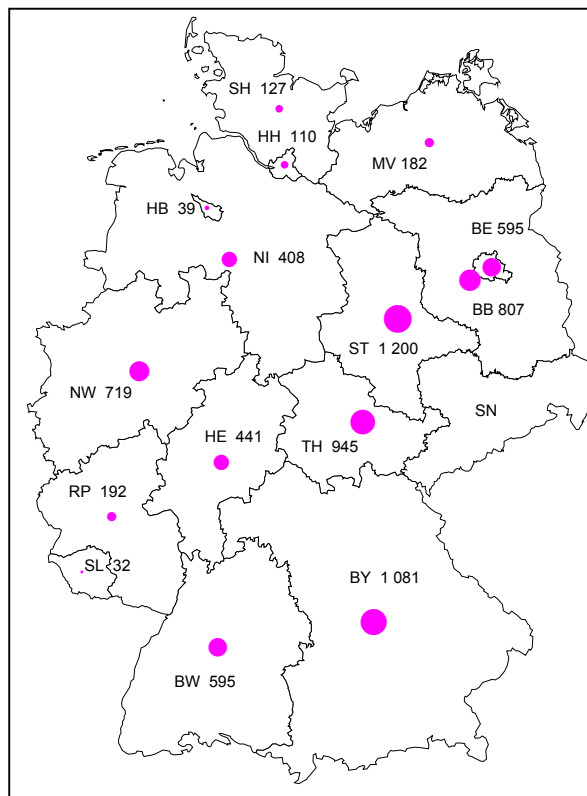 SH 127
HH 110
MV 182
HB 39
BE 595
NI 408
BB 807
ST 1 200
NW 719
SN
HE 441
TH 945
RP 192
SL 32
BY 1 081
BW 595